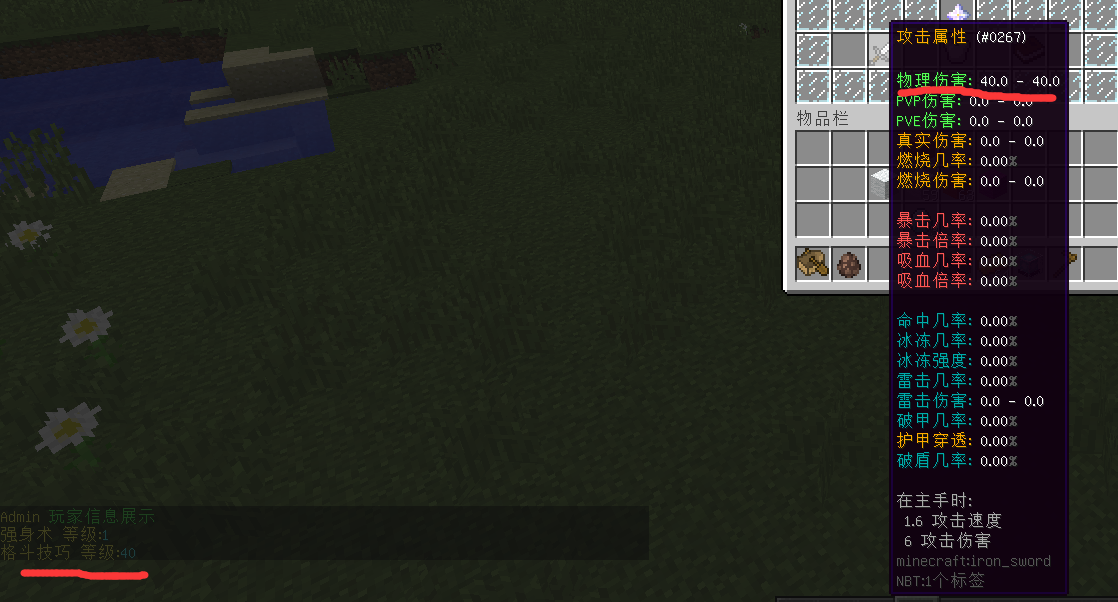 攻击属性 (#0267)
物理伤害: 40.0 - 40.0
PVP伤害: 0.0 - 0.0
PVE伤害: 0.0 - 0.0
真实伤害: 0.0 - 0.0
燃烧几率: 0.00%
燃烧伤害: 0.0 - 0.0
暴击几率: 0.00%
暴击倍率: 0.00%
吸血几率: 0.00%
吸血倍率: 0.00%
命中几率: 0.00%
冰冻几率: 0.00%
冰冻强度: 0.00%
雷击几率: 0.00%
雷击伤害: 0.0 - 0.0
破甲几率: 0.00%
护甲穿透: 0.00%
破盾几率: 0.00%
在主手时:
1.6 攻击速度
6 攻击伤害
minecraft:iron_sword
NBT:1个标签
物品栏
Admin 玩家信息展示
强身术 等级:1
格斗技巧 等级:40